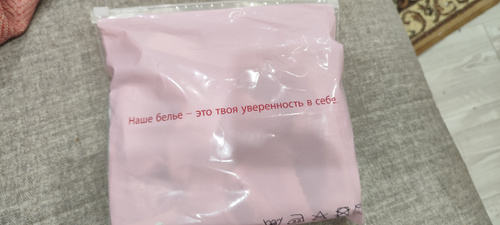 Наше белье – это твоя уверенность в себе